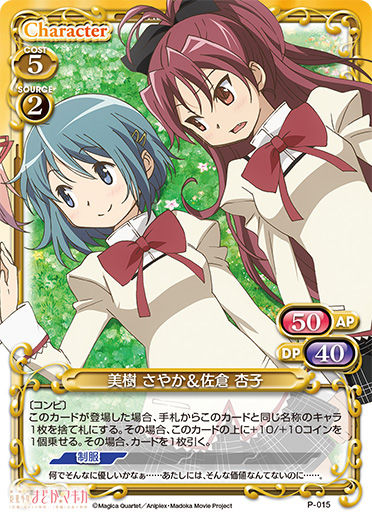 Character
COST
5
SOURCE
2
50 AP
DP 40
美樹 さやか&佐倉 杏子
[コンビ]
このカードが登場した場合、手札からこのカードと同じ名称のキャラ
1枚を捨て札にする。その場合、このカードの上に+10/+10コインを
1個乗せる。その場合、カードを1枚引く。
制服
何でそんなに優しいかなぁ……あたしには、そんな価値なんてないのに……。
まどか☆マギカ
©Magica Quartet/Aniplex・Madoka Movie Project
P-015